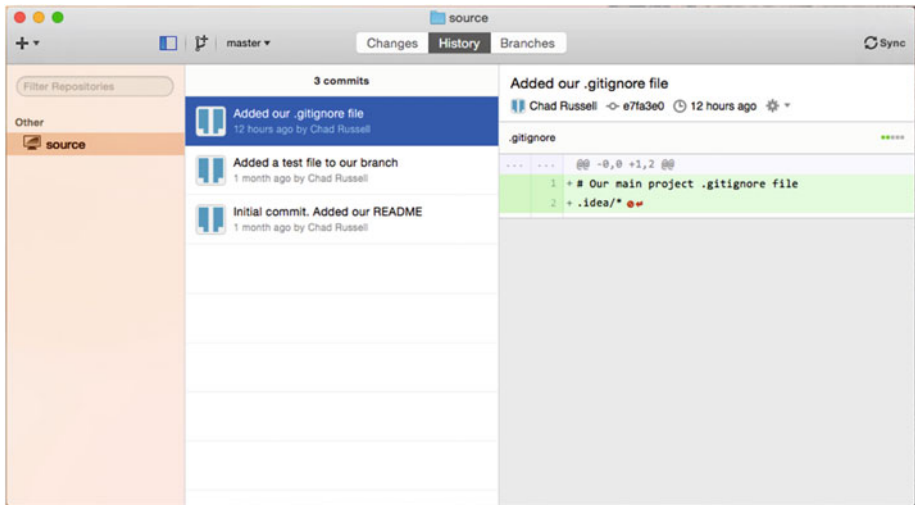 source
master
Changes
History
Branches
Sync
Filter Repositories
Other
source
3 commits
Added our .gitignore file
12 hours ago by Chad Russell
Added a test file to our branch
1 month ago by Chad Russell
Initial commit. Added our README
1 month ago by Chad Russell
Added our .gitignore file
Chad Russell e7fa3e0 12 hours ago
.gitignore
... ... @@ -0,0 +1,2 @@
1 + # Our main project .gitignore file
2 + .idea/*